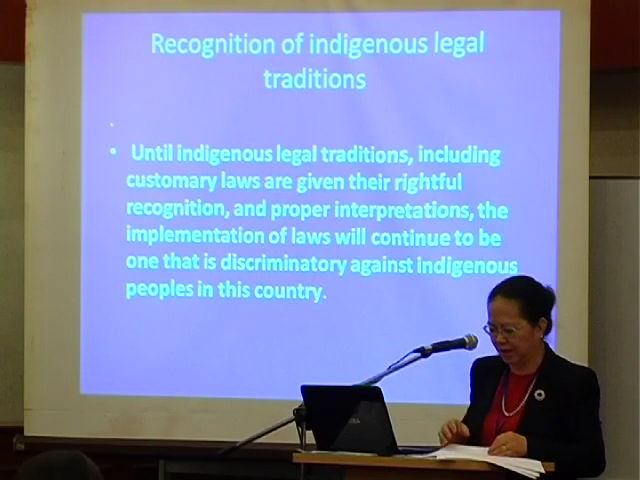 Recognition of indigenous legal
traditions
• Until indigenous legal traditions, including
customary laws are given their rightful
recognition, and proper interpretations, the
implementation of laws will continue to be
one that is discriminatory against indigenous
peoples in this country.